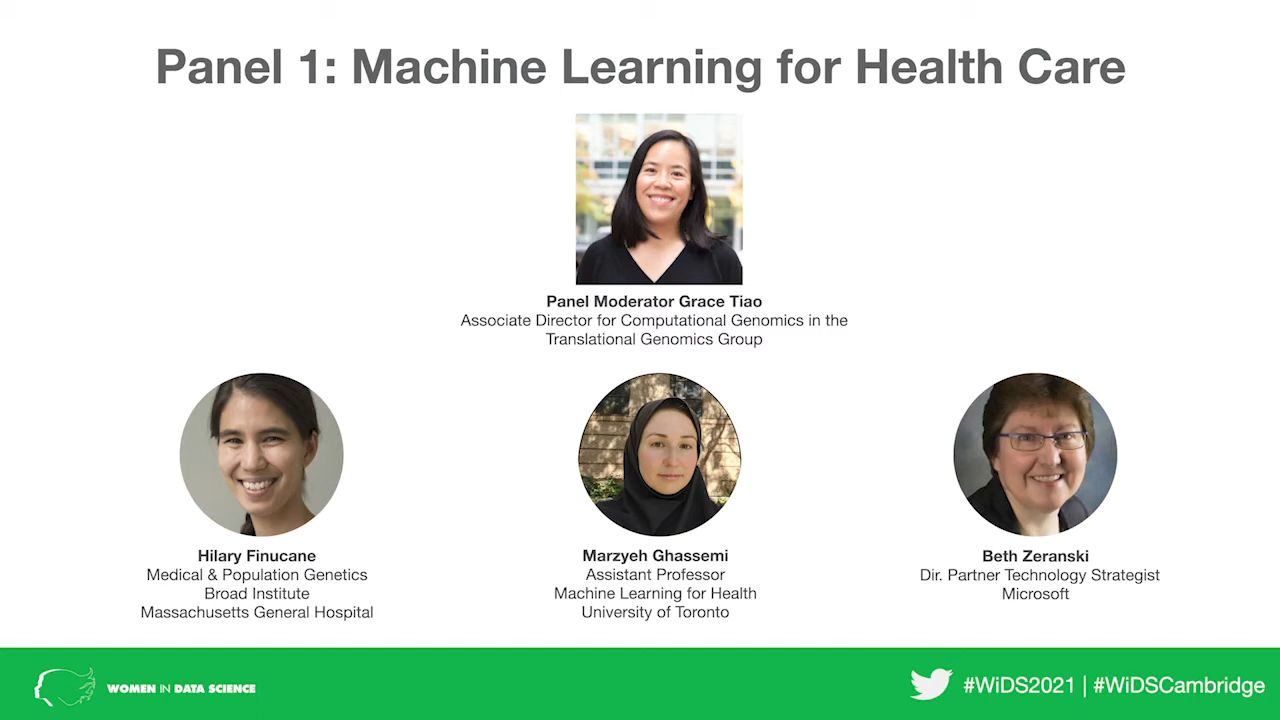 Panel 1: Machine Learning for Health Care
Panel Moderator Grace Tiao
Associate Director for Computational Genomics in the
Translational Genomics Group
Hilary Finucane
Medical & Population Genetics
Broad Institute
Massachusetts General Hospital
Marzyeh Ghassemi
Assistant Professor
Machine Learning for Health
University of Toronto
Beth Zeranski
Dir. Partner Technology Strategist
Microsoft
WOMEN IN DATA SCIENCE
#WiDS2021 | #WiDSCambridge